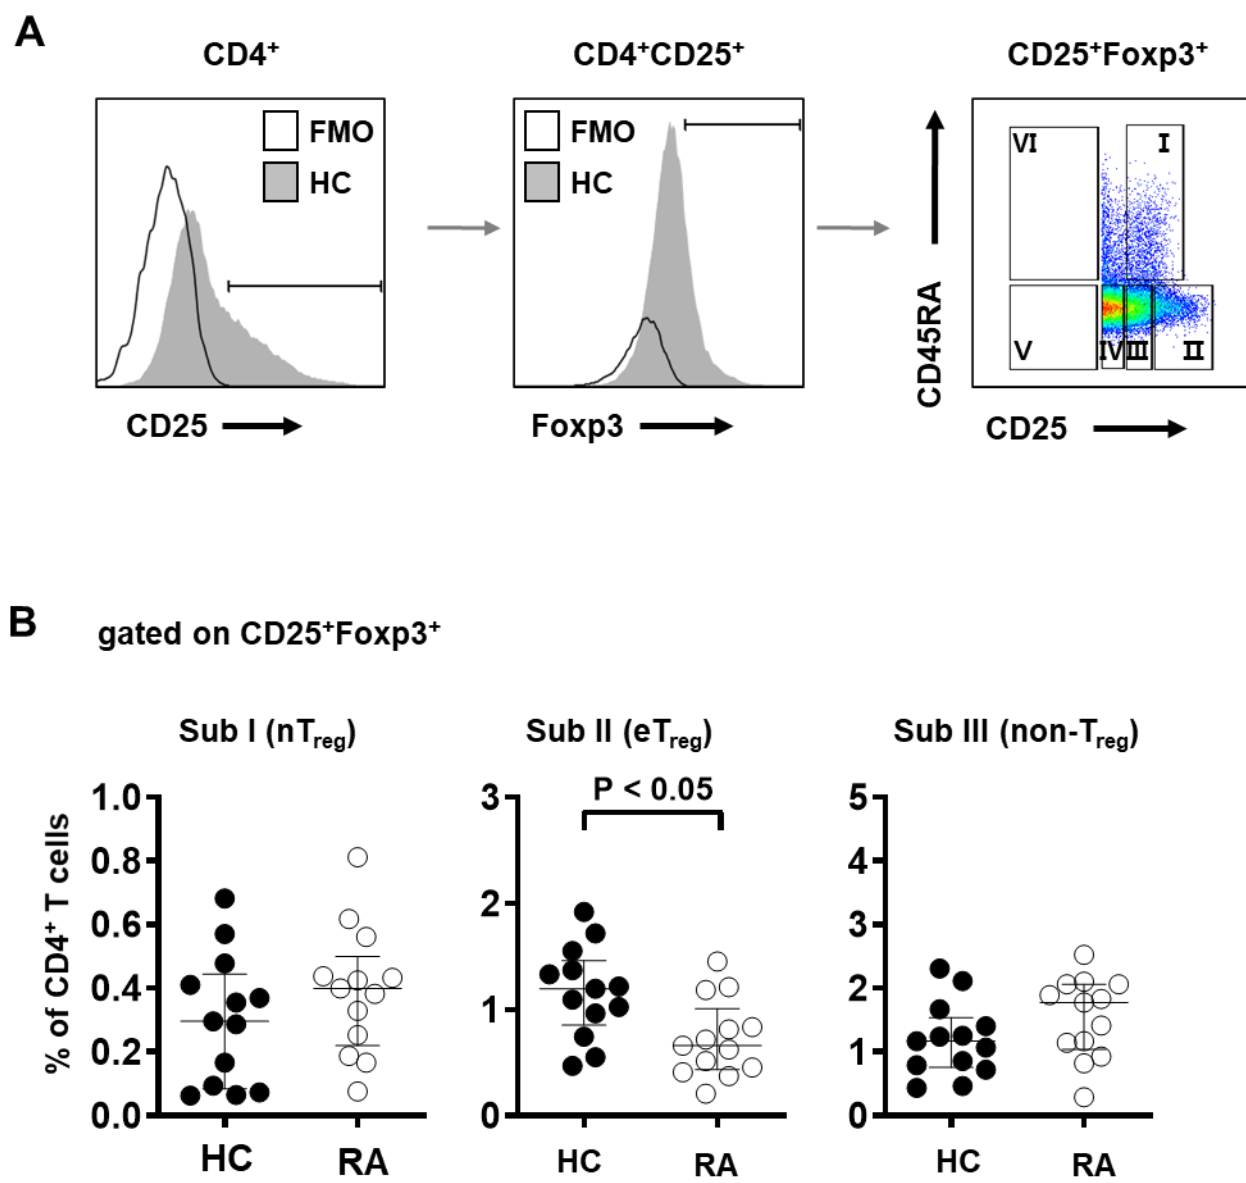 A
CD4⁺
CD4⁺CD25⁺
CD25⁺Foxp3⁺
FMO
HC
CD25
FMO
HC
Foxp3
VI
I
V
IV
III
II
CD45RA
CD25
B
gated on CD25⁺Foxp3⁺
Sub I (nTreg)
Sub II (eTreg)
Sub III (non-Treg)
% of CD4⁺ T cells
1.0
0.8
0.6
0.4
0.2
0.0
HC
RA
P < 0.05
3
2
1
0
HC
RA
5
4
3
2
1
0
HC
RA